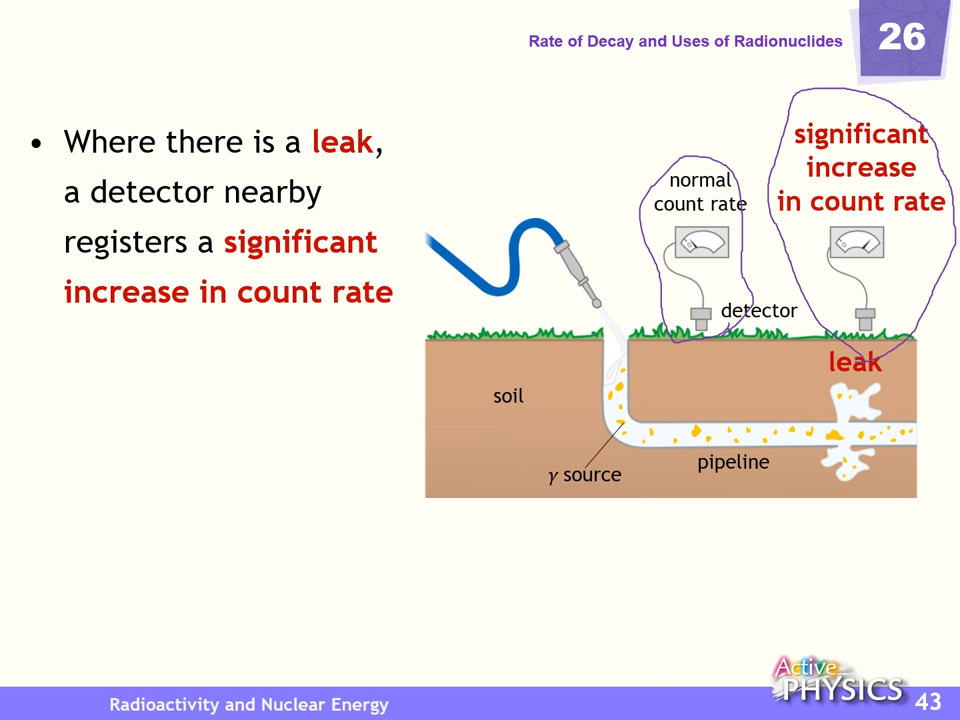 Rate of Decay and Uses of Radionuclides
26
• Where there is a leak,
a detector nearby
registers a significant
increase in count rate
normal
count rate
significant
increase
in count rate
detector
leak
soil
γ source
pipeline
Radioactivity and Nuclear Energy
Active
PHYSICS
43